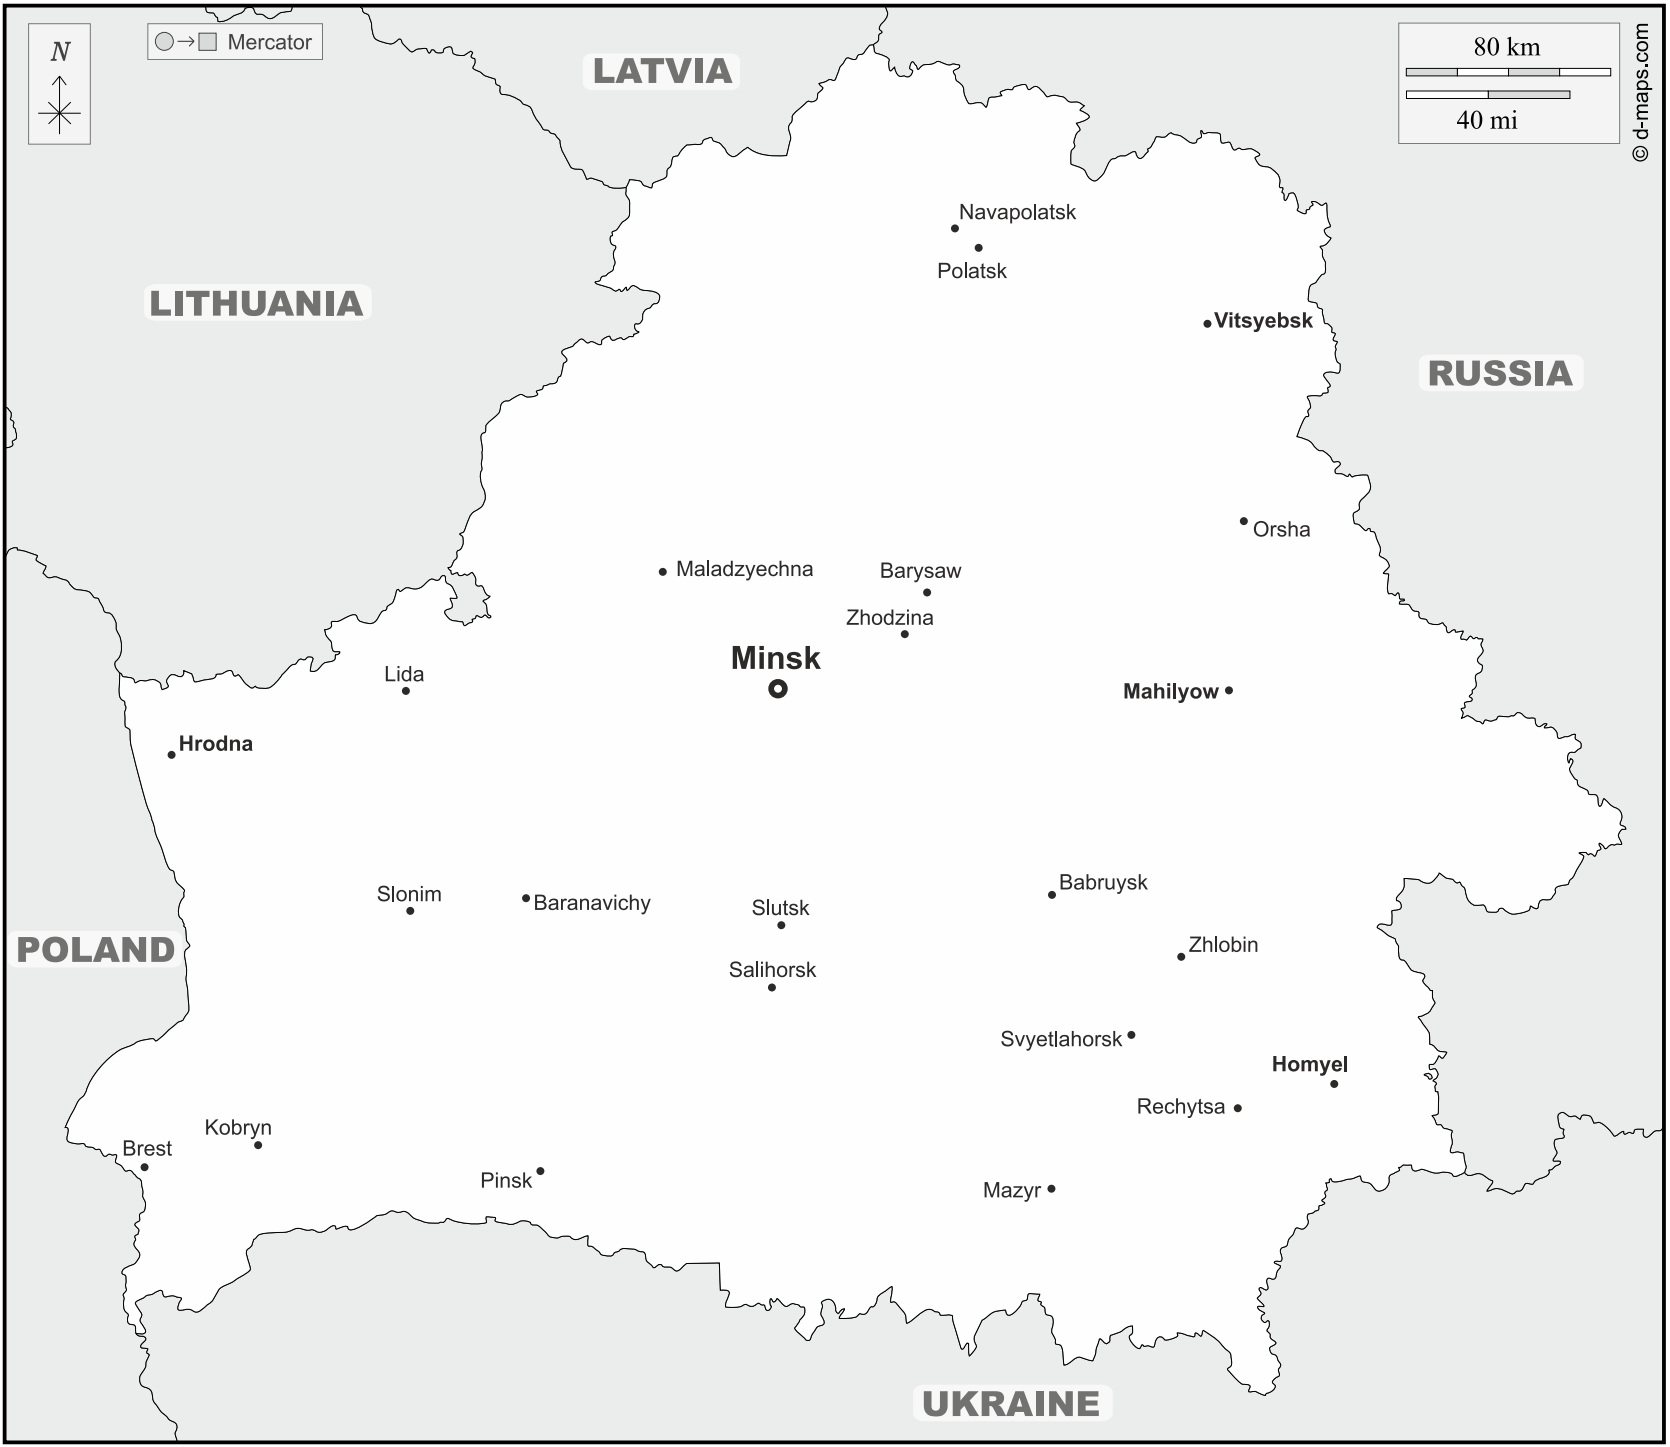 N
Mercator
LATVIA
80 km
40 mi
© d-maps.com
Navapolatsk
Polatsk
LITHUANIA
Vitsyebsk
RUSSIA
Orsha
Maladzyechna
Barysaw
Zhodzina
Minsk
Lida
Mahilyow
Hrodna
Babruysk
Slonim
Baranavichy
Slutsk
Zhlobin
POLAND
Salihorsk
Svyetlahorsk
Homyel
Rechytsa
Kobryn
Brest
Pinsk
Mazyr
UKRAINE